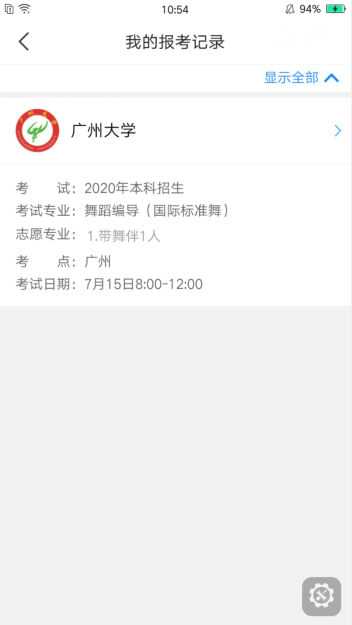 10:54
94%
我的报考记录
显示全部
广州大学
考 试：2020年本科招生
考试专业：舞蹈编导（国际标准舞）
志愿专业：1.带舞伴1人
考 点：广州
考试日期：7月15日8:00-12:00